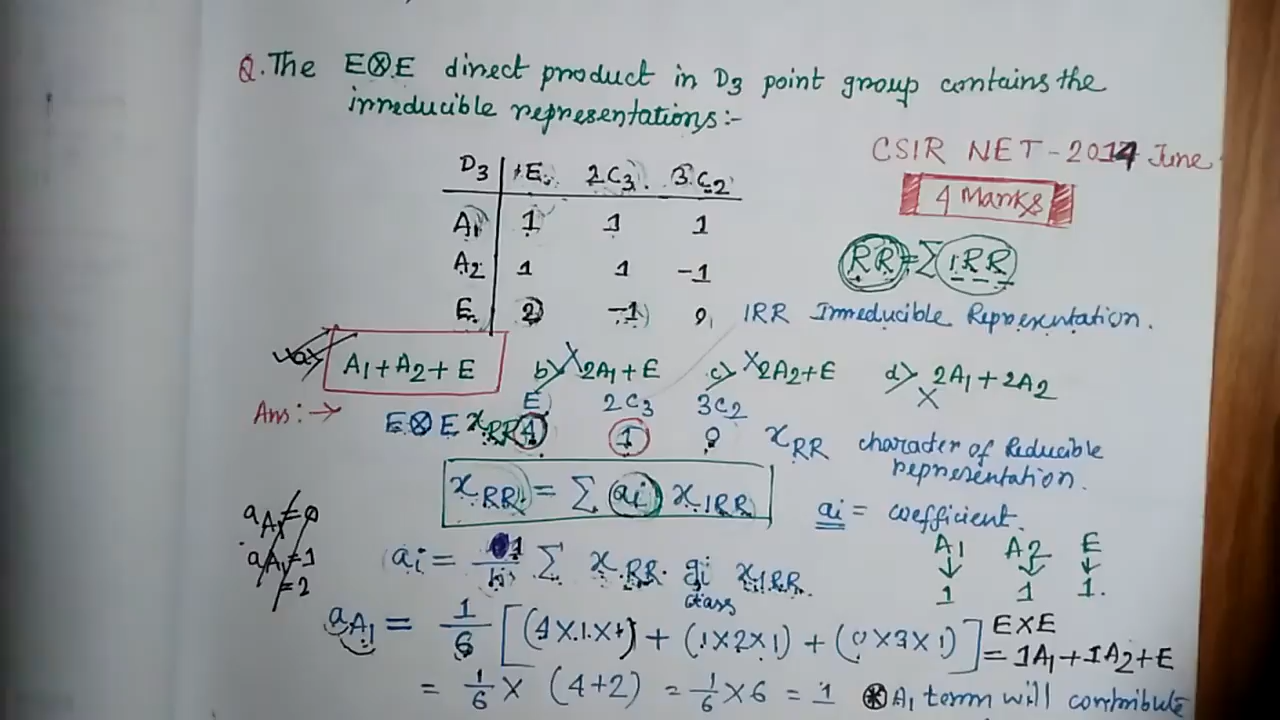 Q. The E⊗E direct product in D3 point group contains the
irreducible representations:-
CSIR NET - 2014 June
4 Marks
D3 | E 2C3 3C2
A1 1 1 1
A2 1 1 -1
E 2 -1 0
RR = Σ IRR
IRR Irreducible Representation.
a) A1 + A2 + E b) 2A1 + E c) 2A2 + E d) 2A1 + 2A2
E 2C3 3C2
Ans:→ E⊗E χRR 4 1 0
χRR character of Reducible
representation.
χRR = Σ ai χIRR
ai = coefficient.
A1 A2 E
↓ ↓ ↓
1 1 1.
aA1 = 0
aA1 = 1
= 2
ai = 1/h Σ χRR gi χIRR.
class
aA1 = 1/6 [(4×1×1) + (1×2×1) + (0×3×1)]
E×E
= 1A1 + 1A2 + E
= 1/6 × (4+2) = 1/6 × 6 = 1 ⊛ A1 term will contribute